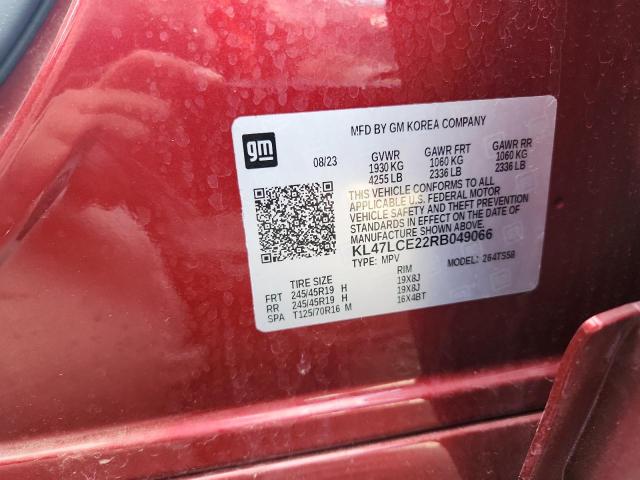 gm
MFD BY GM KOREA COMPANY
08/23
GVWR GAWR FRT GAWR RR
1930 KG 1060 KG 1060 KG
4255 LB 2336 LB 2336 LB
THIS VEHICLE CONFORMS TO ALL
APPLICABLE U.S. FEDERAL MOTOR
VEHICLE SAFETY AND THEFT PREVENTION
STANDARDS IN EFFECT ON THE DATE OF
MANUFACTURE SHOWN ABOVE.
KL47LCE22RB049066
TYPE: MPV MODEL: 264TS58
TIRE SIZE RIM
FRT 245/45R19 H 19X8J
RR 245/45R19 H 19X8J
SPA T125/70R16 M 16X4BT